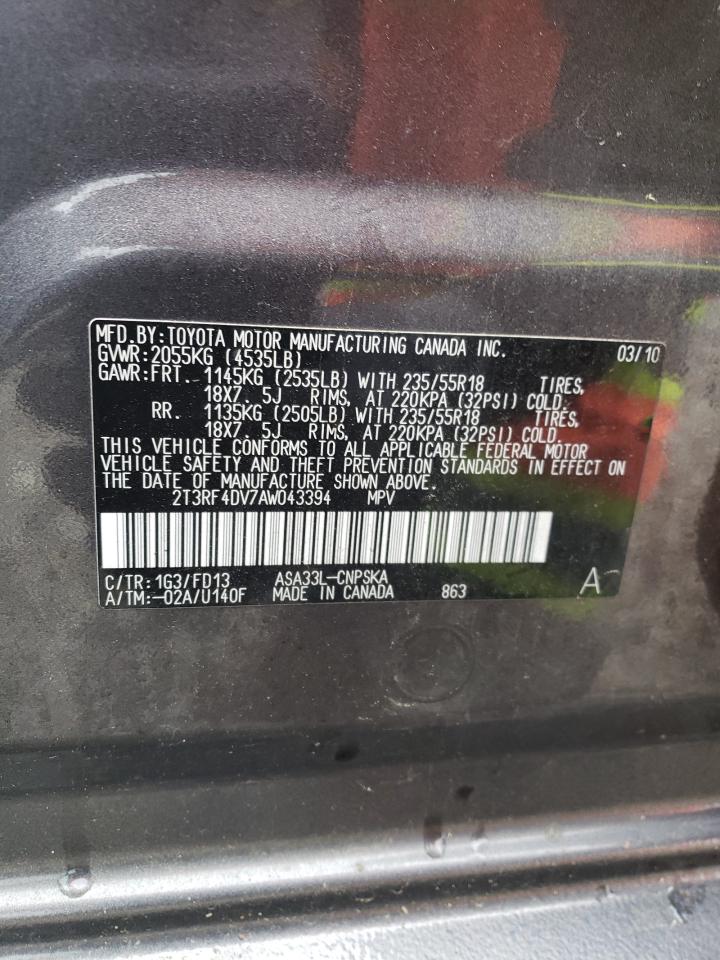 MFD.BY:TOYOTA MOTOR MANUFACTURING CANADA INC. 03/10
GVWR:2055KG (4535LB)
GAWR:FRT. 1145KG (2535LB) WITH 235/55R18 TIRES,
18X7. 5J RIMS, AT 220KPA (32PSI) COLD.
RR. 1135KG (2505LB) WITH 235/55R18 TIRES,
18X7. 5J RIMS, AT 220KPA (32PSI) COLD.
THIS VEHICLE CONFORMS TO ALL APPLICABLE FEDERAL MOTOR
VEHICLE SAFETY AND THEFT PREVENTION STANDARDS IN EFFECT ON
THE DATE OF MANUFACTURE SHOWN ABOVE.
2T3RF4DV7AW043394 MPV
C/TR:1G3/FD13 ASA33L-CNPSKA
A/TM:-02A/U140F MADE IN CANADA 863 A